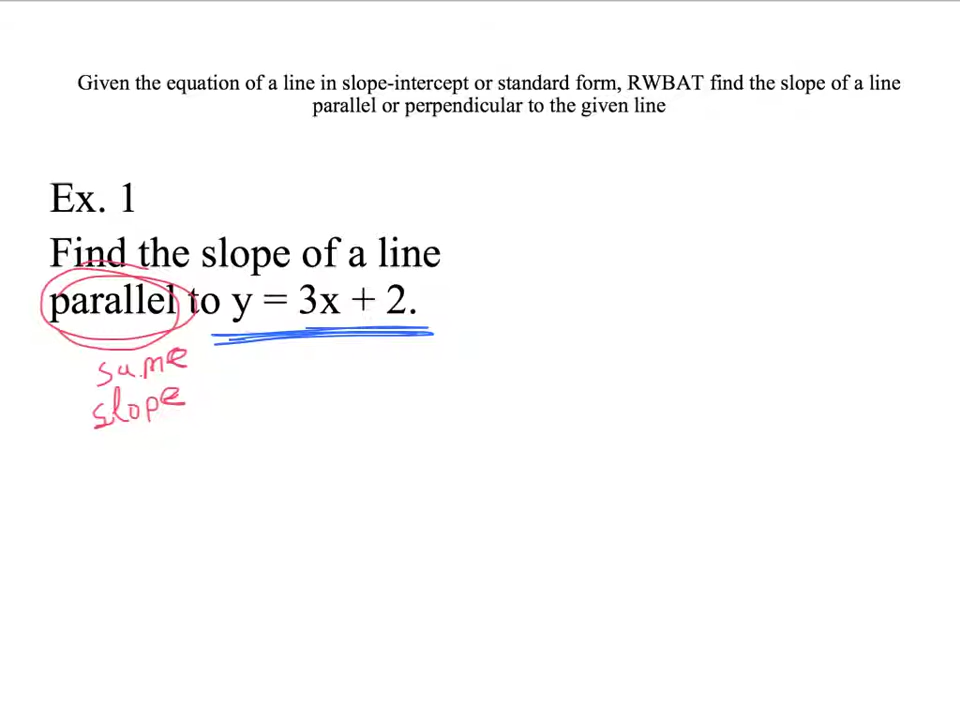 Given the equation of a line in slope-intercept or standard form, RWBAT find the slope of a line
parallel or perpendicular to the given line
Ex. 1
Find the slope of a line
parallel to y = 3x + 2.
same
slope